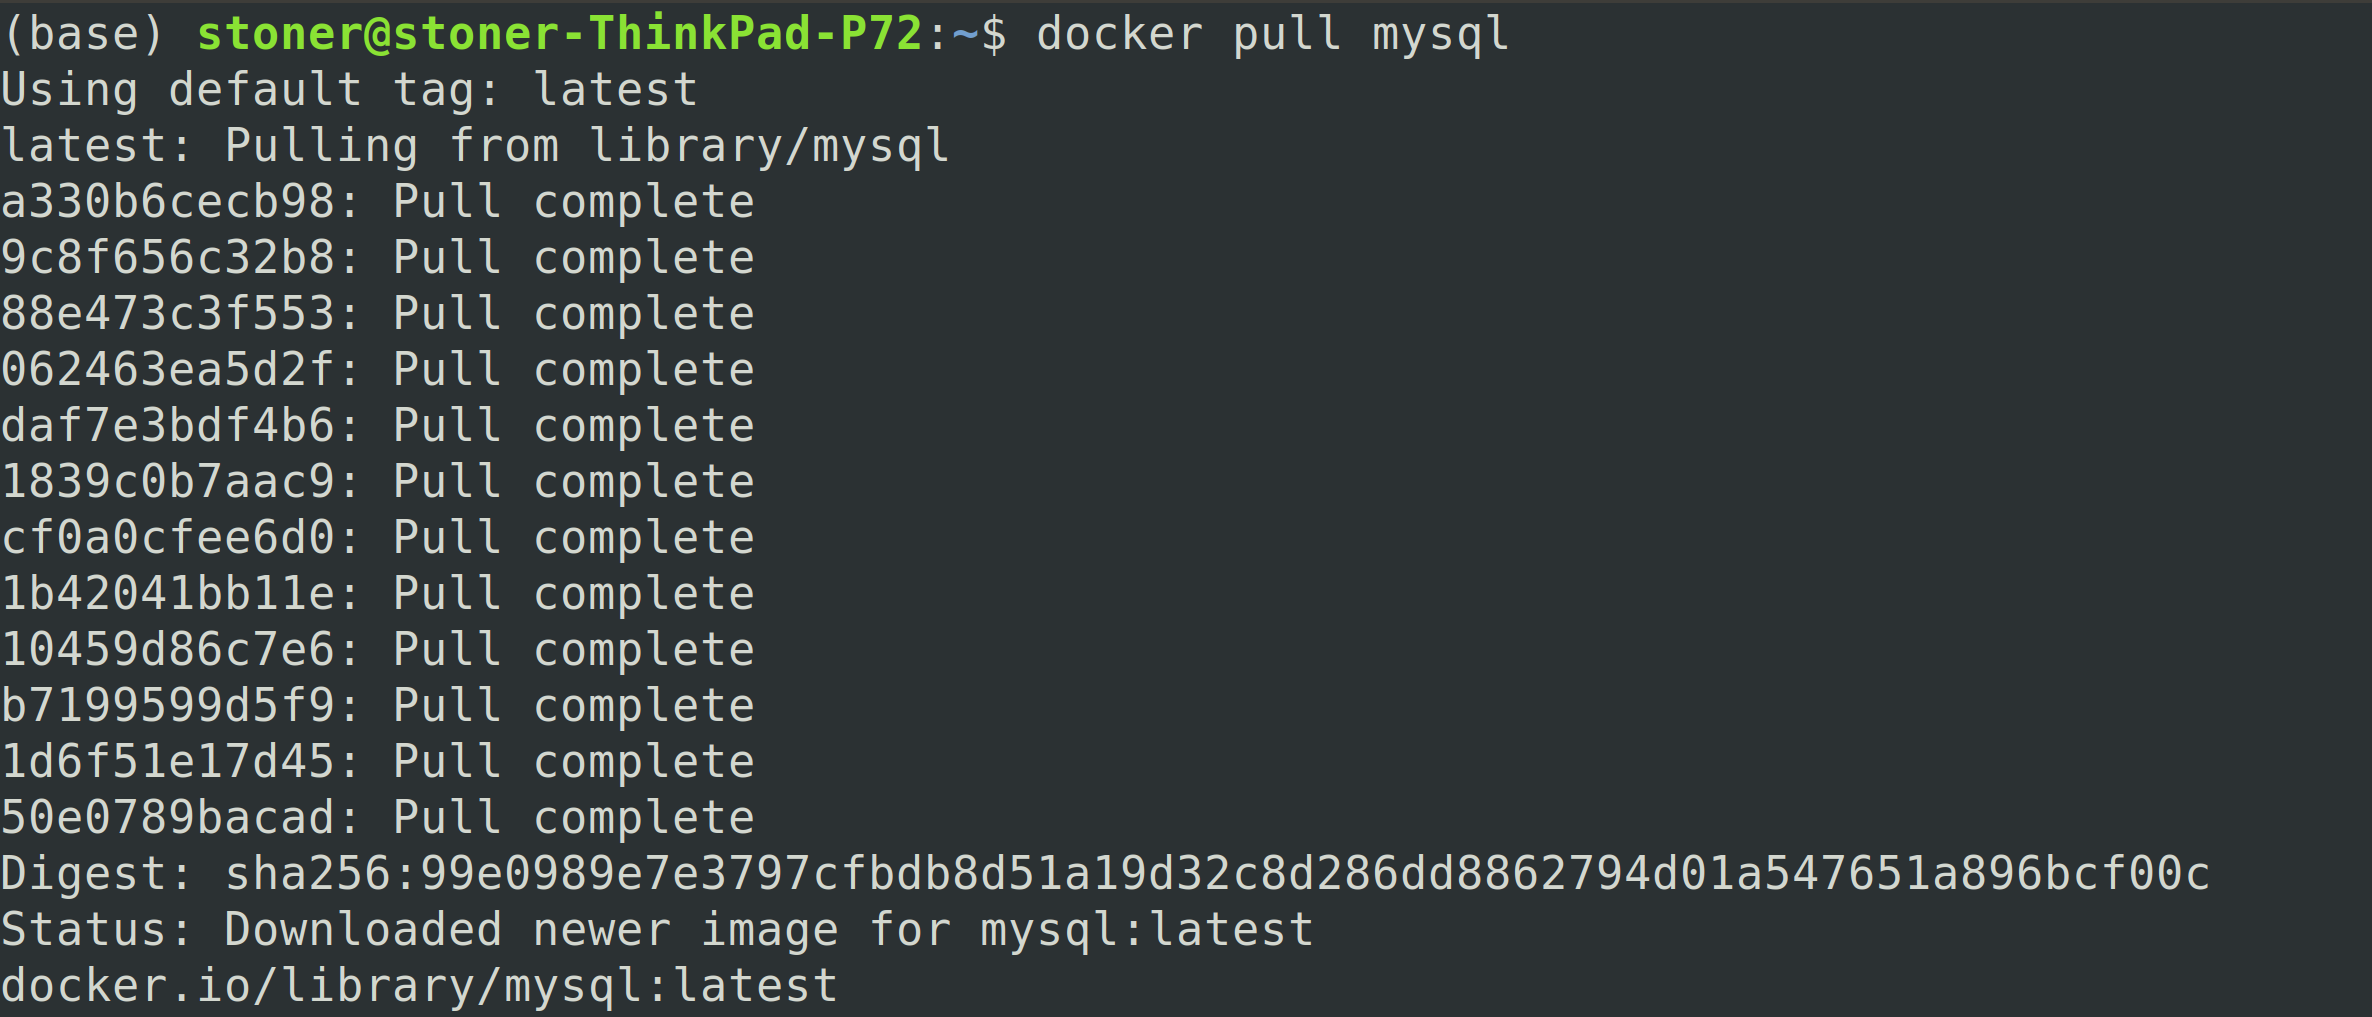 (base) stoner@stoner-ThinkPad-P72:~$ docker pull mysql
Using default tag: latest
latest: Pulling from library/mysql
a330b6cecb98: Pull complete
9c8f656c32b8: Pull complete
88e473c3f553: Pull complete
062463ea5d2f: Pull complete
daf7e3bdf4b6: Pull complete
1839c0b7aac9: Pull complete
cf0a0cfee6d0: Pull complete
1b42041bb11e: Pull complete
10459d86c7e6: Pull complete
b7199599d5f9: Pull complete
1d6f51e17d45: Pull complete
50e0789bacad: Pull complete
Digest: sha256:99e0989e7e3797cfbdb8d51a19d32c8d286dd8862794d01a547651a896bcf00c
Status: Downloaded newer image for mysql:latest
docker.io/library/mysql:latest